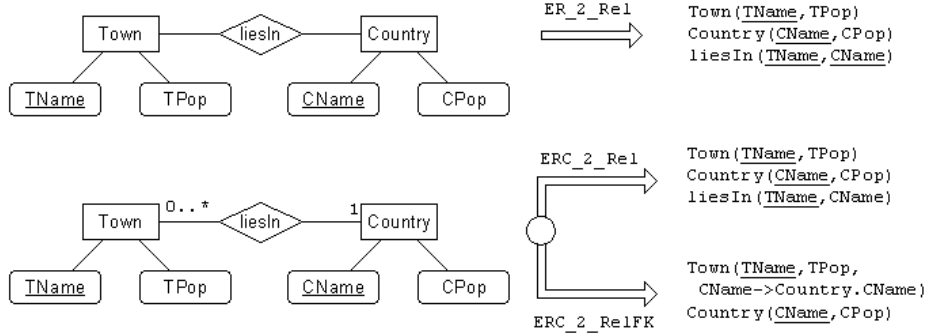 Town liesIn Country
TName TPop CName CPop
ER_2_Rel
Town(TName,TPop)
Country(CName,CPop)
liesIn(TName,CName)
Town 0..* liesIn 1 Country
TName TPop CName CPop
ERC_2_Rel
Town(TName,TPop)
Country(CName,CPop)
liesIn(TName,CName)
ERC_2_RelFK
Town(TName,TPop,
CName->Country.CName)
Country(CName,CPop)